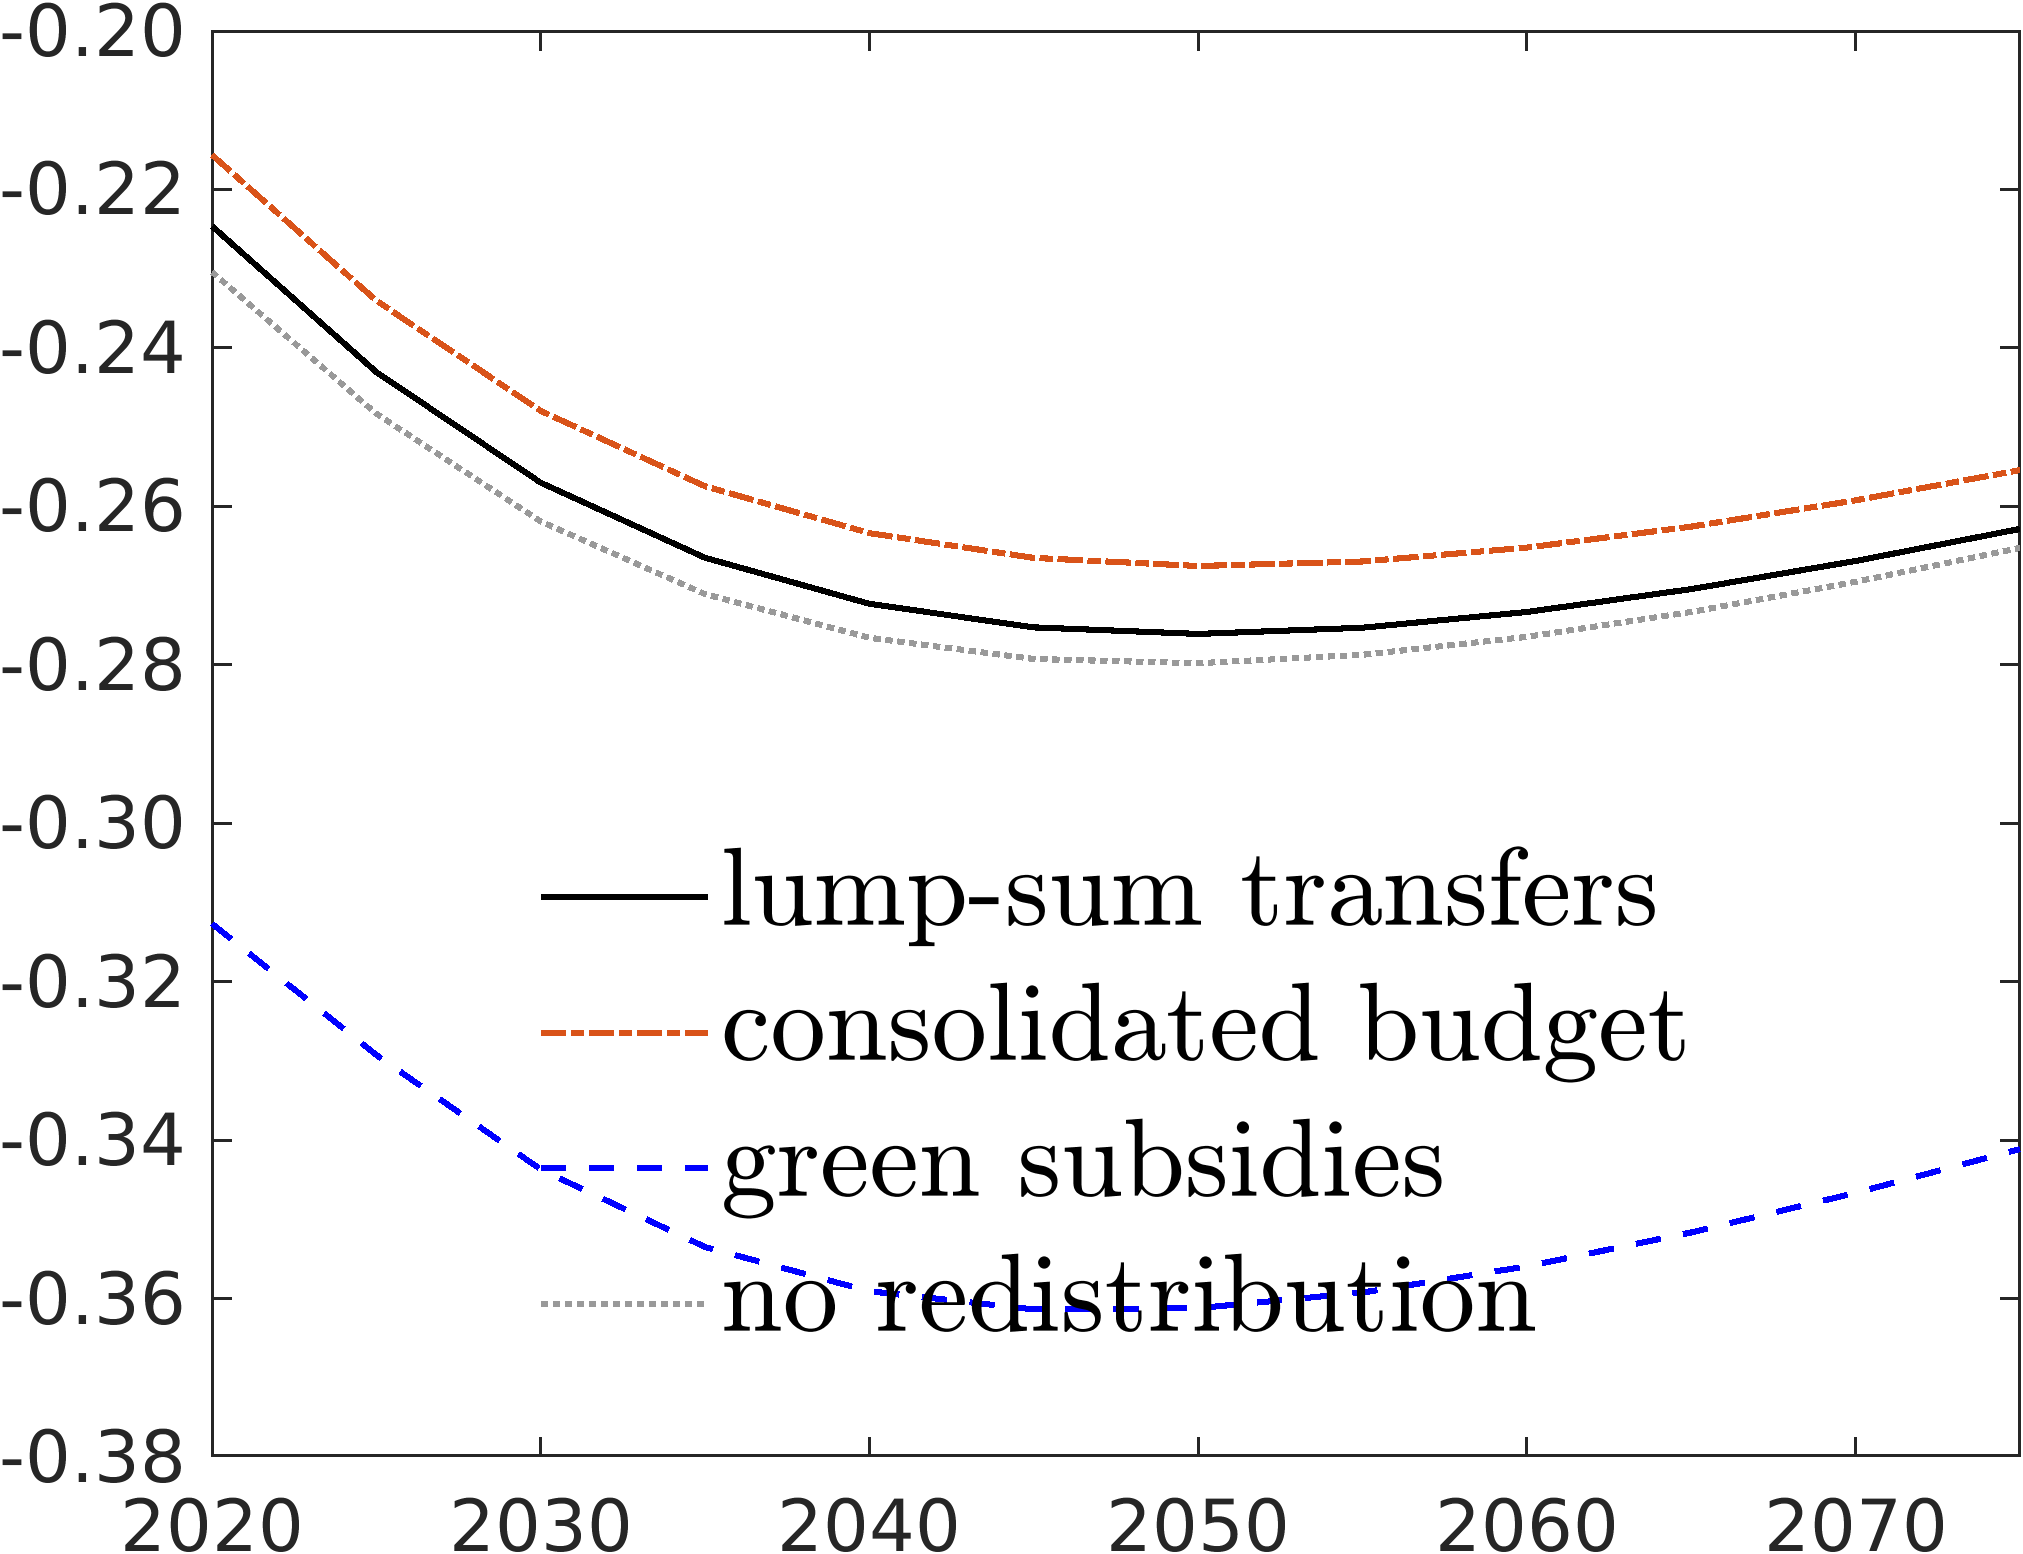 -0.20
-0.22
-0.24
-0.26
-0.28
-0.30
-0.32
-0.34
-0.36
-0.38
lump-sum transfers
consolidated budget
green subsidies
no redistribution
2020 2030 2040 2050 2060 2070